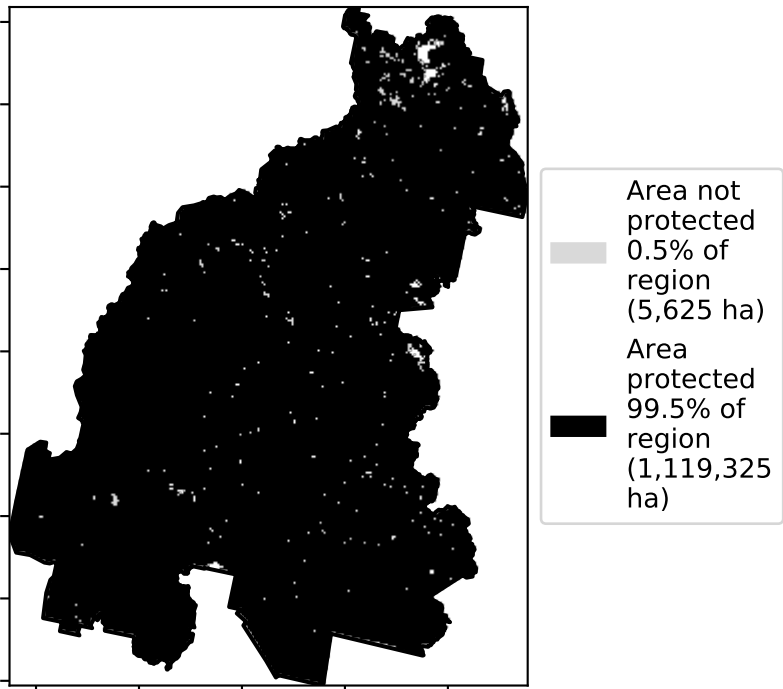 Area not
protected
0.5% of
region
(5,625 ha)
Area
protected
99.5% of
region
(1,119,325
ha)